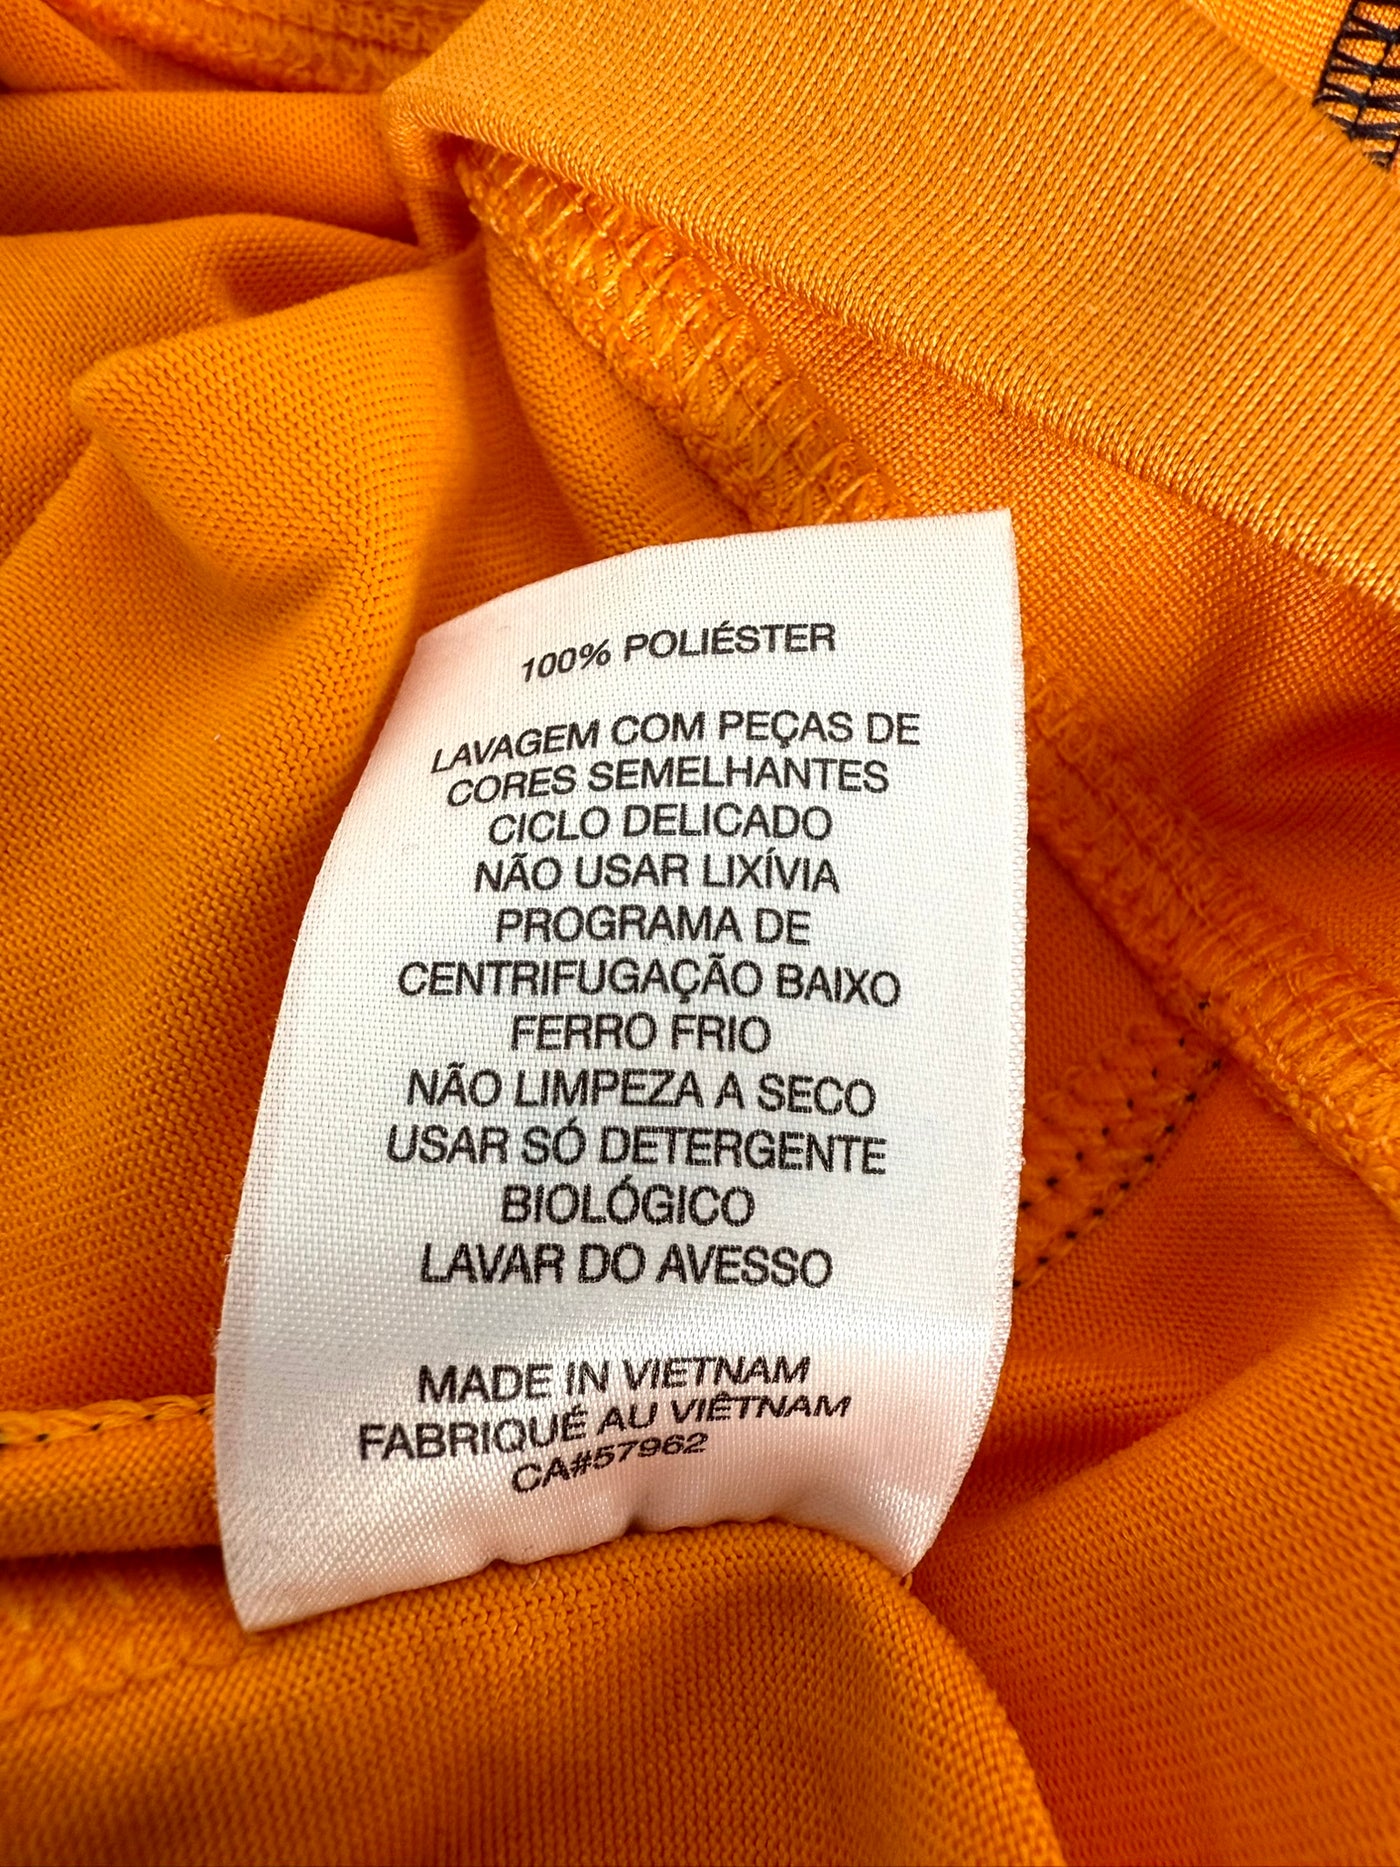 100% POLIÉSTER
LAVAGEM COM PEÇAS DE
CORES SEMELHANTES
CICLO DELICADO
NÃO USAR LIXÍVIA
PROGRAMA DE
CENTRIFUGAÇÃO BAIXO
FERRO FRIO
NÃO LIMPEZA A SECO
USAR SÓ DETERGENTE
BIOLÓGICO
LAVAR DO AVESSO
MADE IN VIETNAM
FABRIQUÉ AU VIÊTNAM
CA#57962